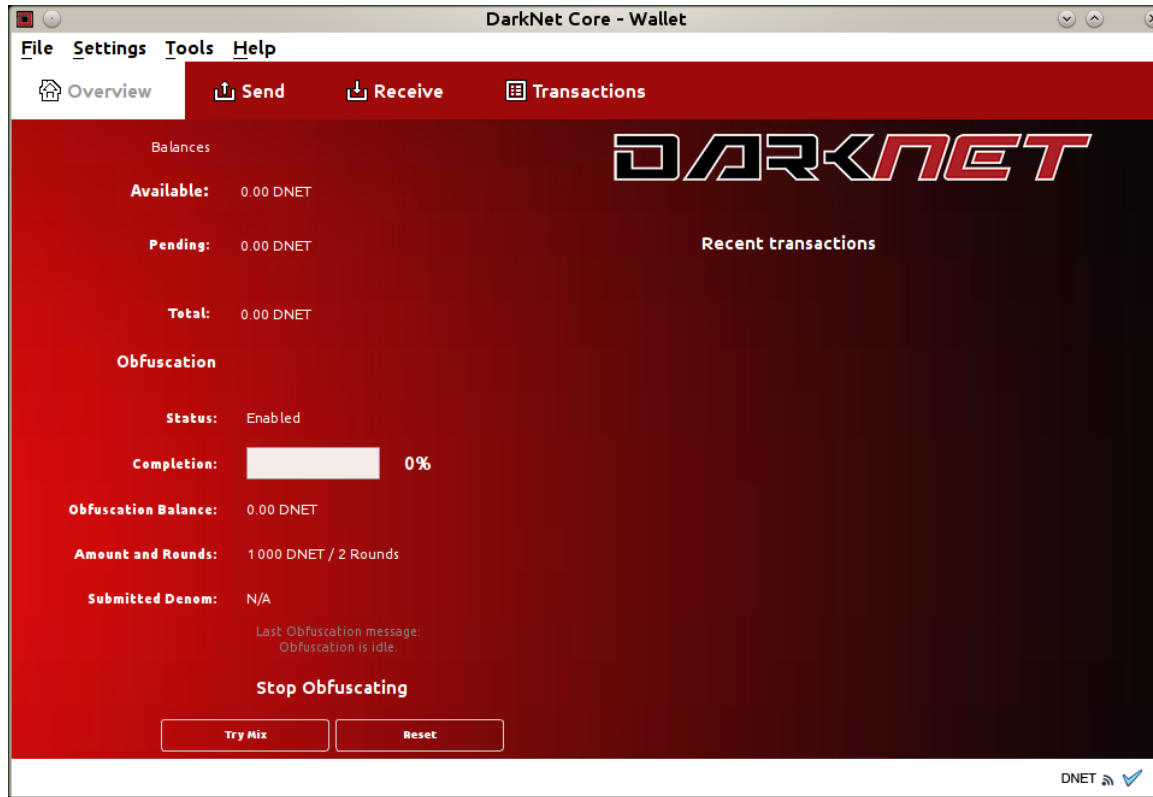 DarkNet Core - Wallet
File Settings Tools Help
Overview Send Receive Transactions
DARKNET
Balances
Available: 0.00 DNET
Pending: 0.00 DNET
Recent transactions
Total: 0.00 DNET
Obfuscation
Status: Enabled
Completion: 0%
Obfuscation Balance: 0.00 DNET
Amount and Rounds: 1000 DNET / 2 Rounds
Submitted Denom: N/A
Last Obfuscation message:
Obfuscation is idle.
Stop Obfuscating
Try Mix Reset
DNET